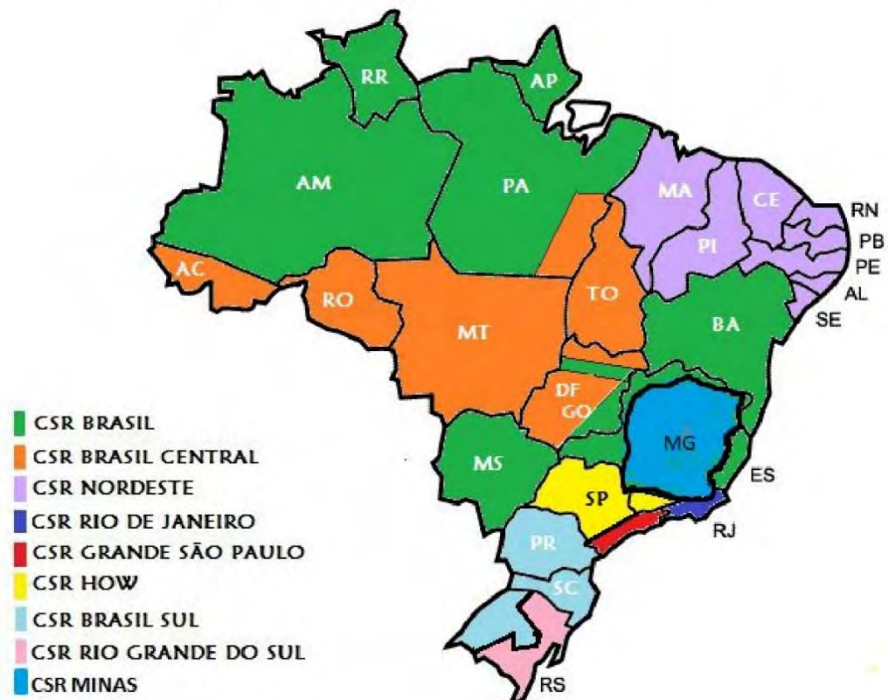 RR
AP
AM
PA
MA
CE
RN
PB
PE
AL
SE
PI
AC
RO
MT
TO
BA
DF
GO
MG
ES
MS
SP
RJ
PR
SC
RS
CSR BRASIL
CSR BRASIL CENTRAL
CSR NORDESTE
CSR RIO DE JANEIRO
CSR GRANDE SÃO PAULO
CSR HOW
CSR BRASIL SUL
CSR RIO GRANDE DO SUL
CSR MINAS